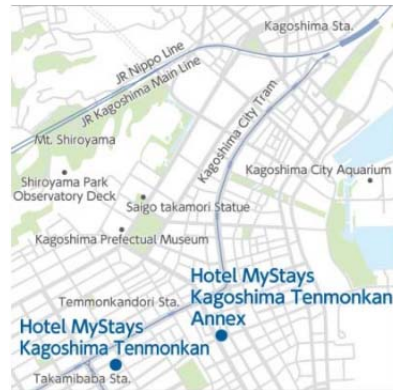 Kagoshima Sta.
JR Nippo Line
JR Kagoshima Main Line
Kagoshima City Tram.
Mt. Shiroyama
Shiroyama Park
Observatory Deck
Kagoshima City Aquarium
Saigo takamori Statue
Kagoshima Prefectual Museum
Hotel MyStays
Kagoshima Tenmonkan
Annex
Temmonkandori Sta.
Hotel MyStays
Kagoshima Tenmonkan
Takamibaba Sta.